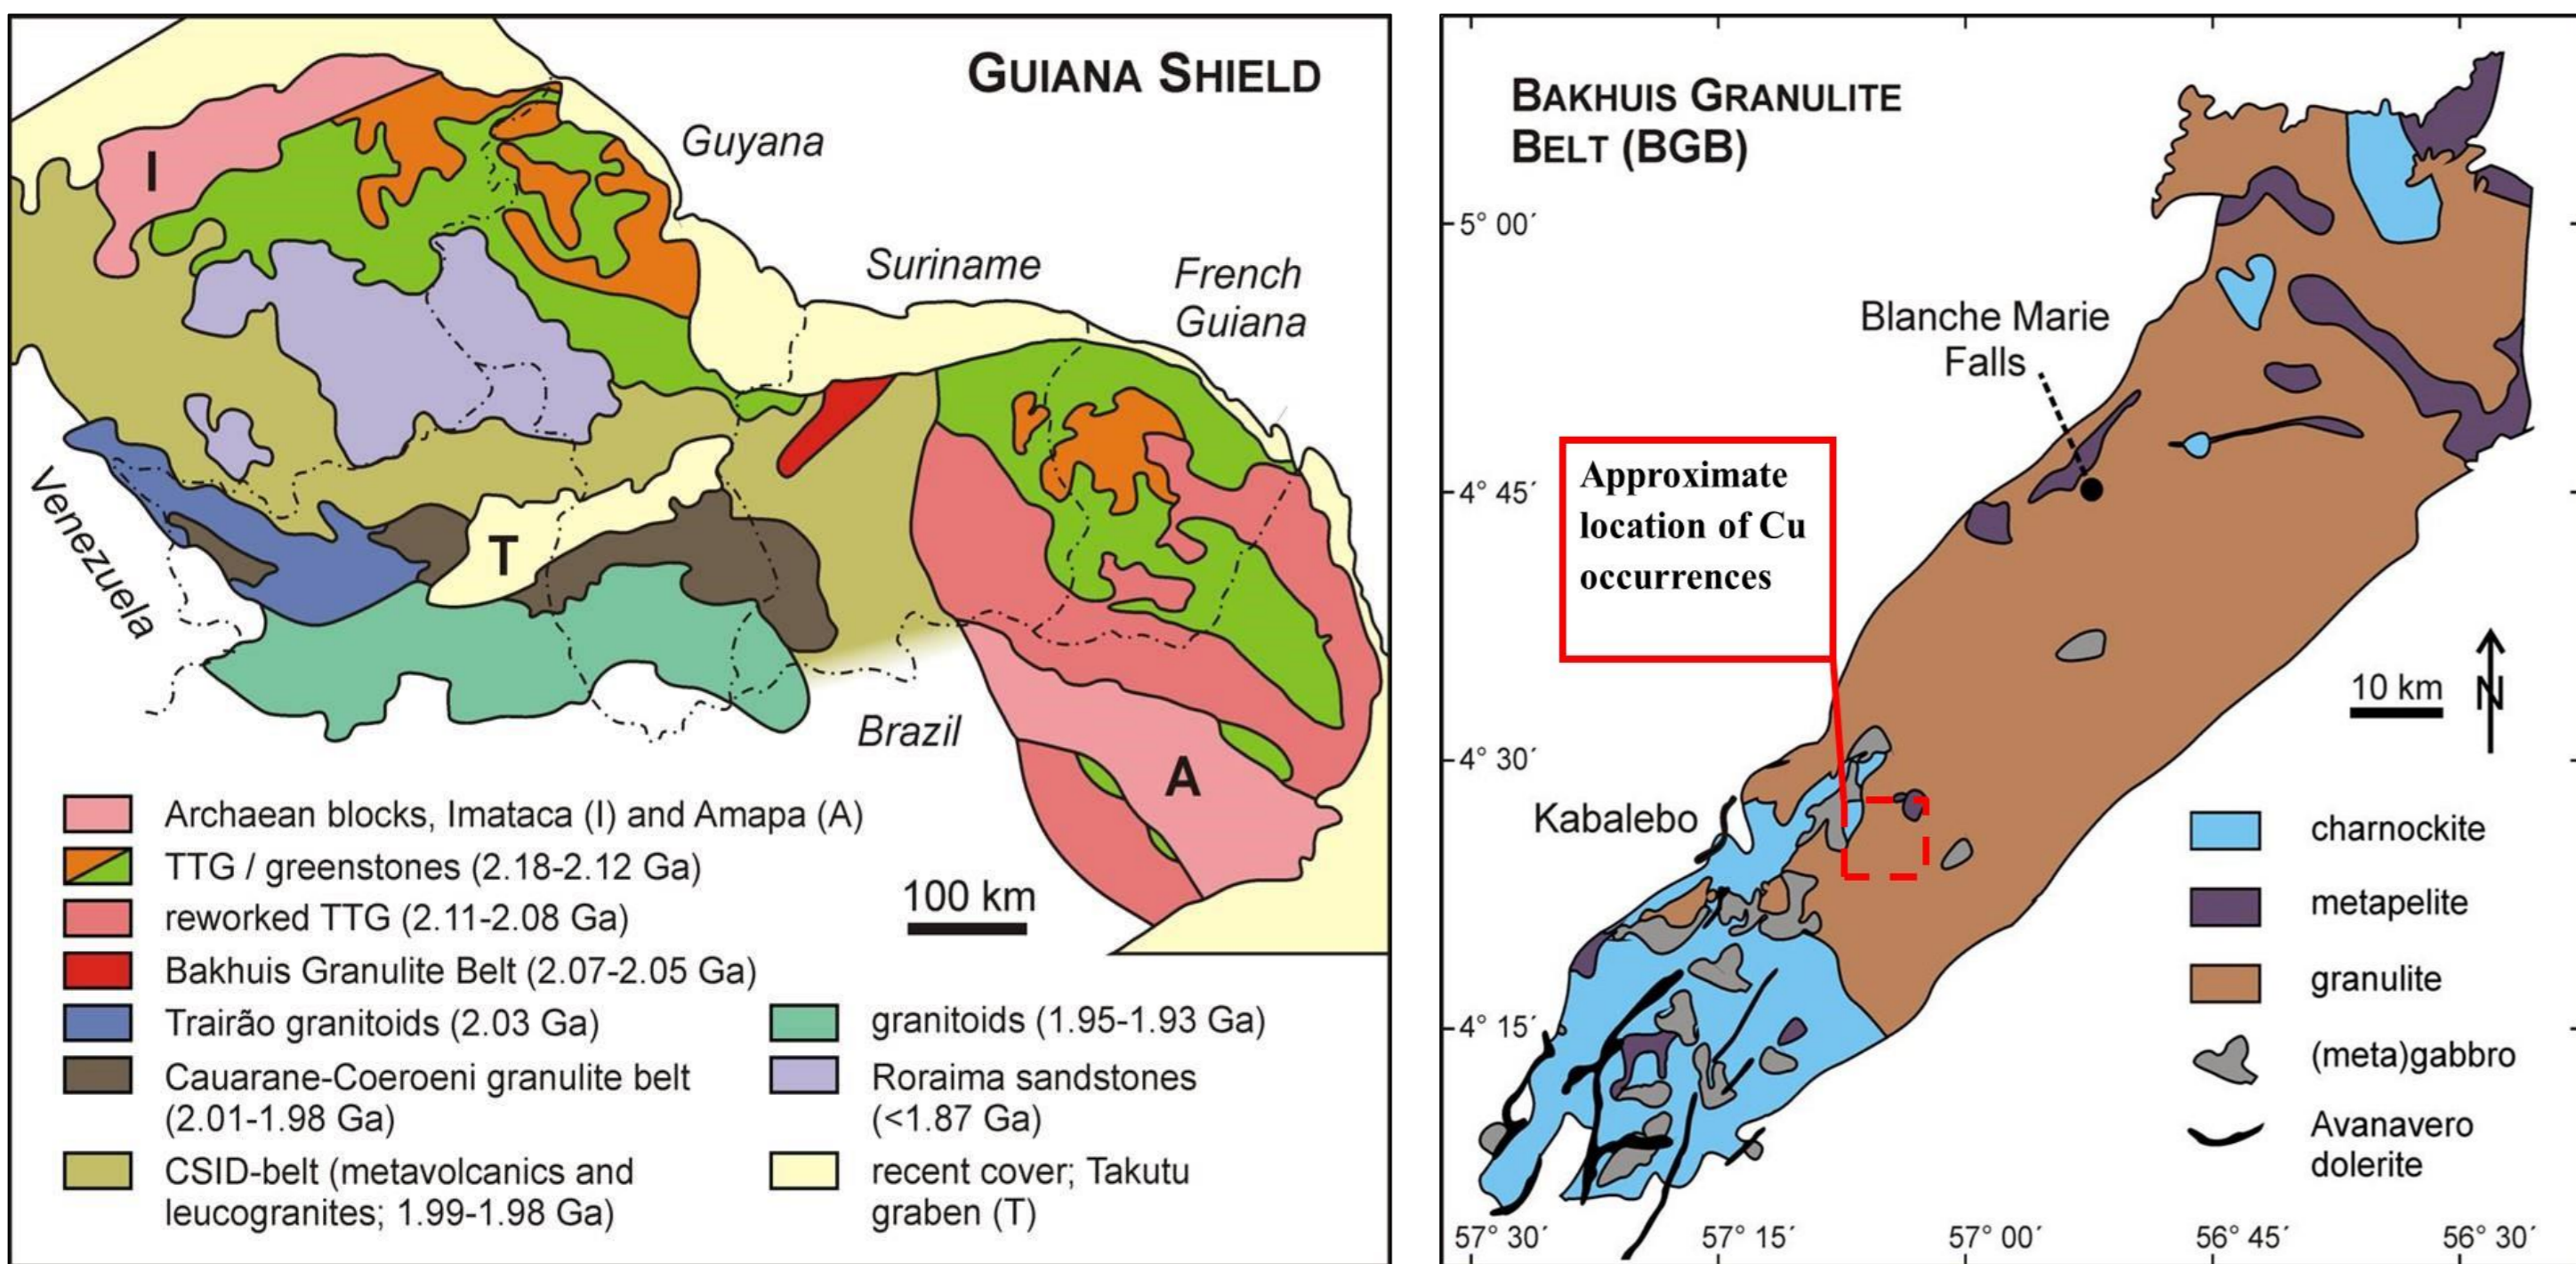 GUIANA SHIELD
Guyana
Suriname
French
Guiana
Venezuela
Brazil
I
T
A
100 km
Archaean blocks, Imataca (I) and Amapa (A)
TTG / greenstones (2.18-2.12 Ga)
reworked TTG (2.11-2.08 Ga)
Bakhuis Granulite Belt (2.07-2.05 Ga)
Trairão granitoids (2.03 Ga)
Cauarane-Coeroeni granulite belt
(2.01-1.98 Ga)
CSID-belt (metavolcanics and
leucogranites; 1.99-1.98 Ga)
granitoids (1.95-1.93 Ga)
Roraima sandstones
(<1.87 Ga)
recent cover; Takutu
graben (T)
BAKHUIS GRANULITE
BELT (BGB)
5° 00´
4° 45´
4° 30´
4° 15´
Blanche Marie
Falls
Approximate
location of Cu
occurrences
Kabalebo
10 km
N
charnockite
metapelite
granulite
(meta)gabbro
Avanavero
dolerite
57° 30´
57° 15´
57° 00´
56° 45´
56° 30´